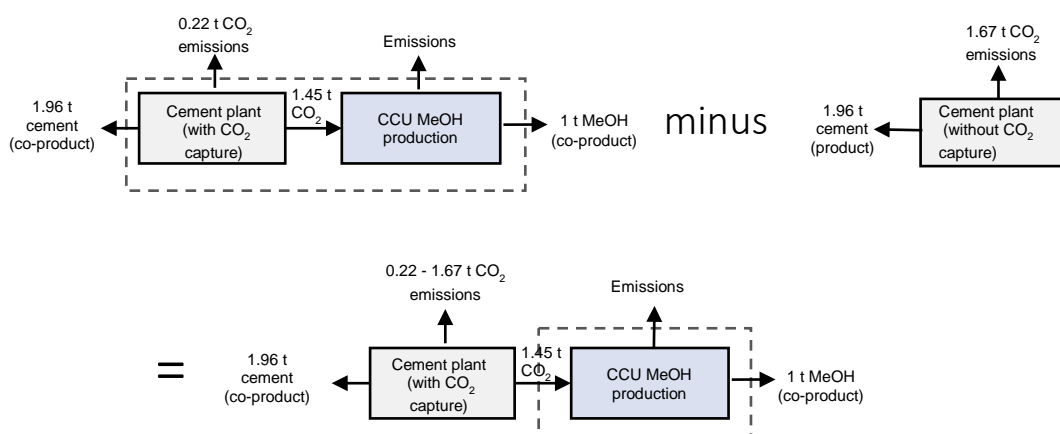 0.22 t CO₂
emissions
1.96 t
cement
(co-product)
Cement plant
(with CO₂
capture)
1.45 t
CO₂
Emissions
CCU MeOH
production
1 t MeOH
(co-product)
minus
1.67 t CO₂
emissions
1.96 t
cement
(product)
Cement plant
(without CO₂
capture)
=
0.22 - 1.67 t CO₂
emissions
1.96 t
cement
(co-product)
Cement plant
(with CO₂
capture)
1.45 t
CO₂
Emissions
CCU MeOH
production
1 t MeOH
(co-product)